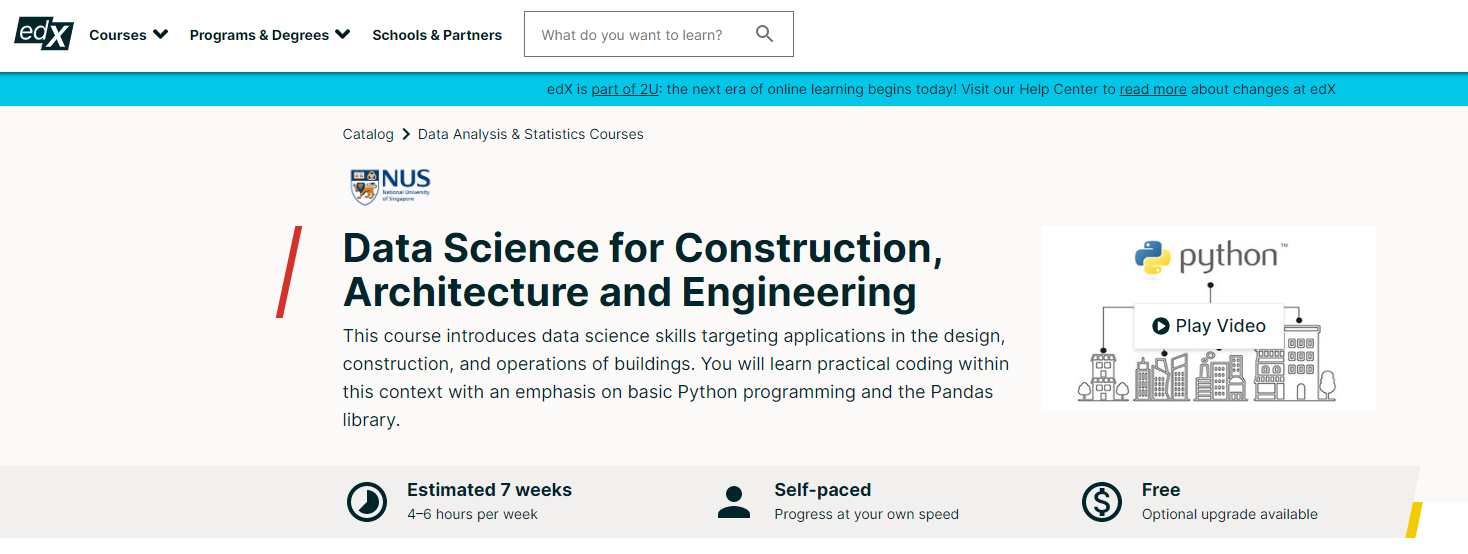 edX
Courses
Programs & Degrees
Schools & Partners
What do you want to learn?
edX is part of 2U: the next era of online learning begins today! Visit our Help Center to read more about changes at edX
Catalog
Data Analysis & Statistics Courses
NUS
National University
of Singapore
Data Science for Construction,
Architecture and Engineering
This course introduces data science skills targeting applications in the design,
construction, and operations of buildings. You will learn practical coding within
this context with an emphasis on basic Python programming and the Pandas
library.
python™
Play Video
Estimated 7 weeks
4–6 hours per week
Self-paced
Progress at your own speed
Free
Optional upgrade available